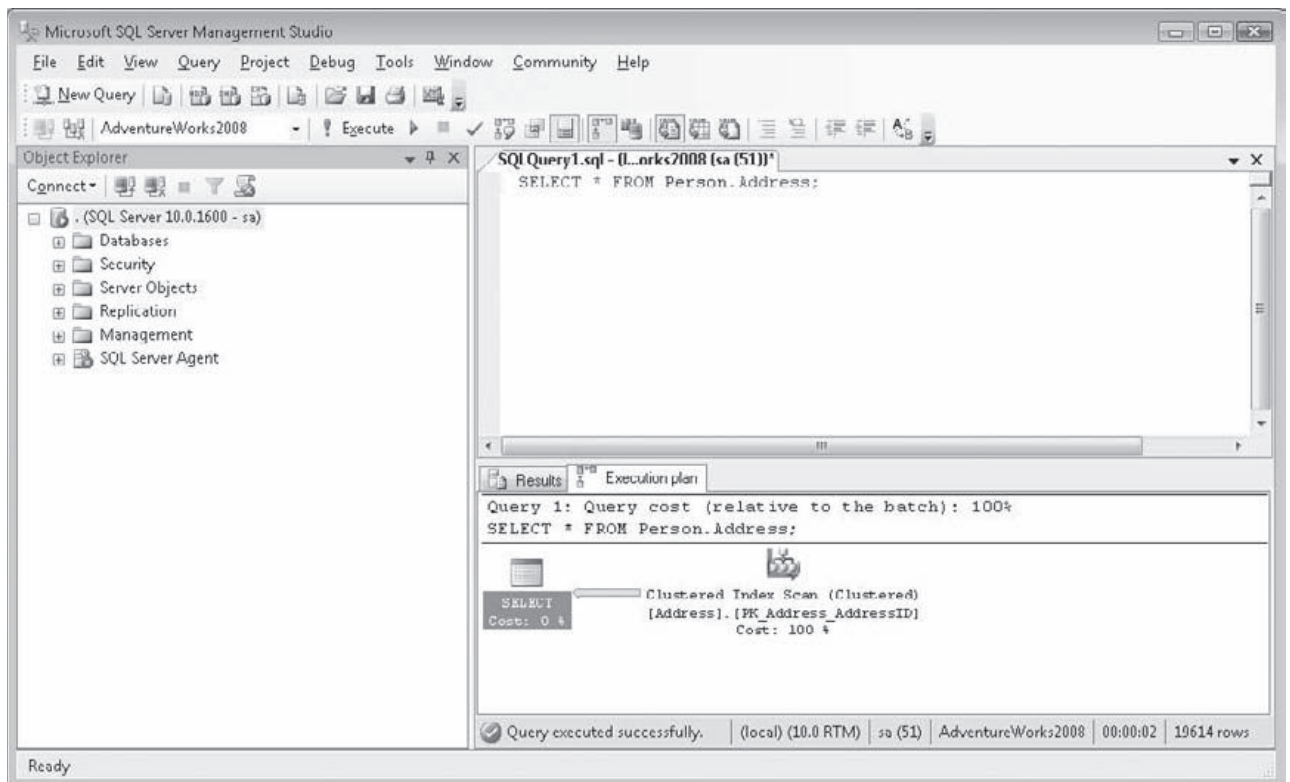 Microsoft SQL Server Management Studio
File Edit View Query Project Debug Tools Window Community Help
New Query
AdventureWorks2008 Execute
Object Explorer
Connect
SQLQuery1.sql - (l...orks2008 (sa (51))*
SELECT * FROM Person.Address;
. (SQL Server 10.0.1600 - sa)
Databases
Security
Server Objects
Replication
Management
SQL Server Agent
Results Execution plan
Query 1: Query cost (relative to the batch): 100%
SELECT * FROM Person.Address;
SELECT
Cost: 0 %
Clustered Index Scan (Clustered)
[Address].[PK_Address_AddressID]
Cost: 100 %
Query executed successfully. (local) (10.0 RTM) sa (51) AdventureWorks2008 00:00:02 19614 rows
Ready